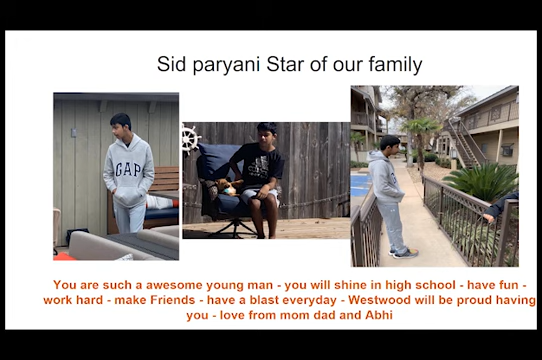 Sid paryani Star of our family
GAP
You are such a awesome young man - you will shine in high school - have fun -
work hard - make Friends - have a blast everyday - Westwood will be proud having
you - love from mom dad and Abhi